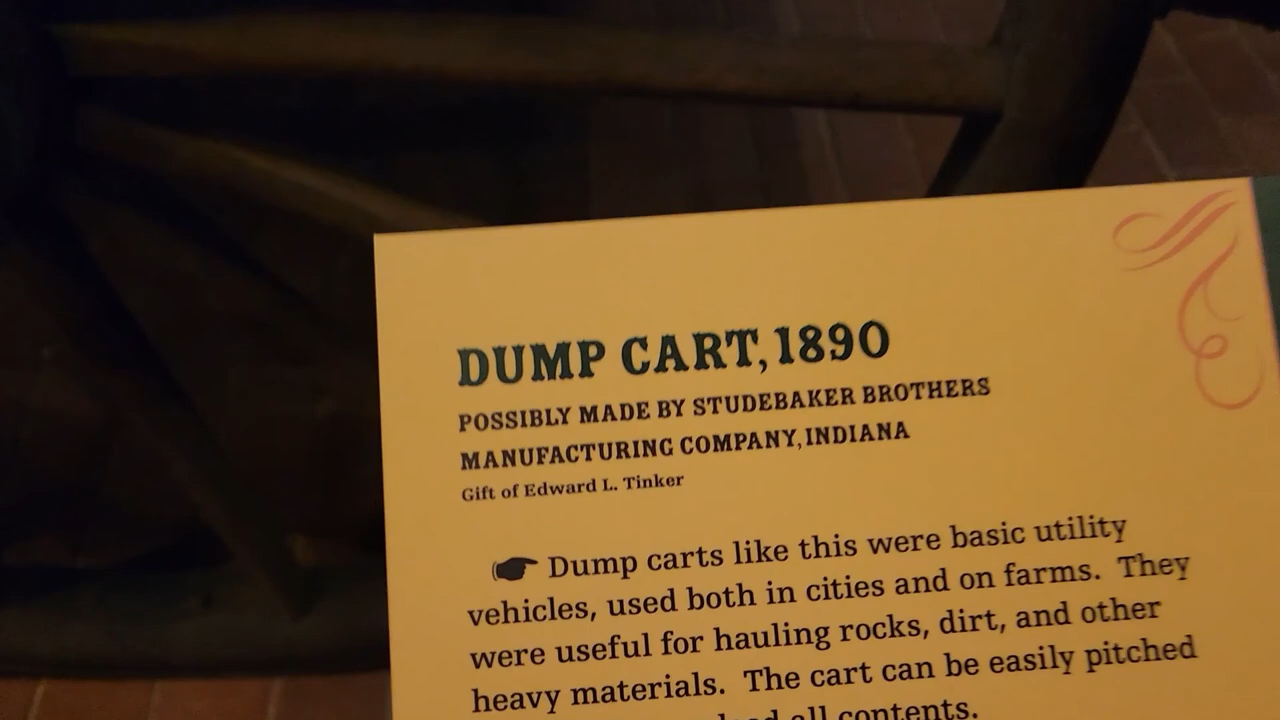 DUMP CART, 1890
POSSIBLY MADE BY STUDEBAKER BROTHERS
MANUFACTURING COMPANY, INDIANA
Gift of Edward L. Tinker
Dump carts like this were basic utility
vehicles, used both in cities and on farms. They
were useful for hauling rocks, dirt, and other
heavy materials. The cart can be easily pitched
all contents.